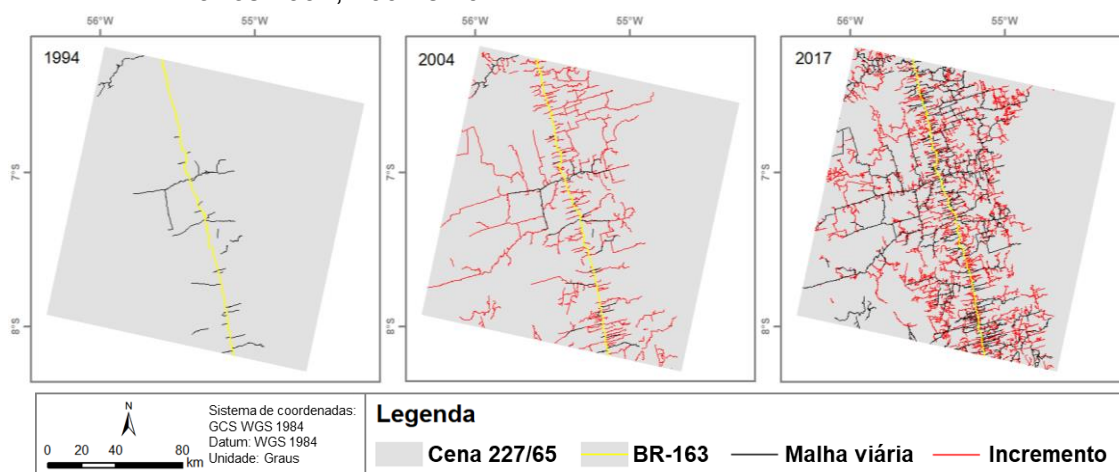 56°W 55°W 56°W 55°W 56°W 55°W
1994 2004 2017
7°S 7°S 7°S
8°S 8°S 8°S
N
0 20 40 80
km
Sistema de coordenadas:
GCS WGS 1984
Datum: WGS 1984
Unidade: Graus
Legenda
Cena 227/65 BR-163 Malha viária Incremento